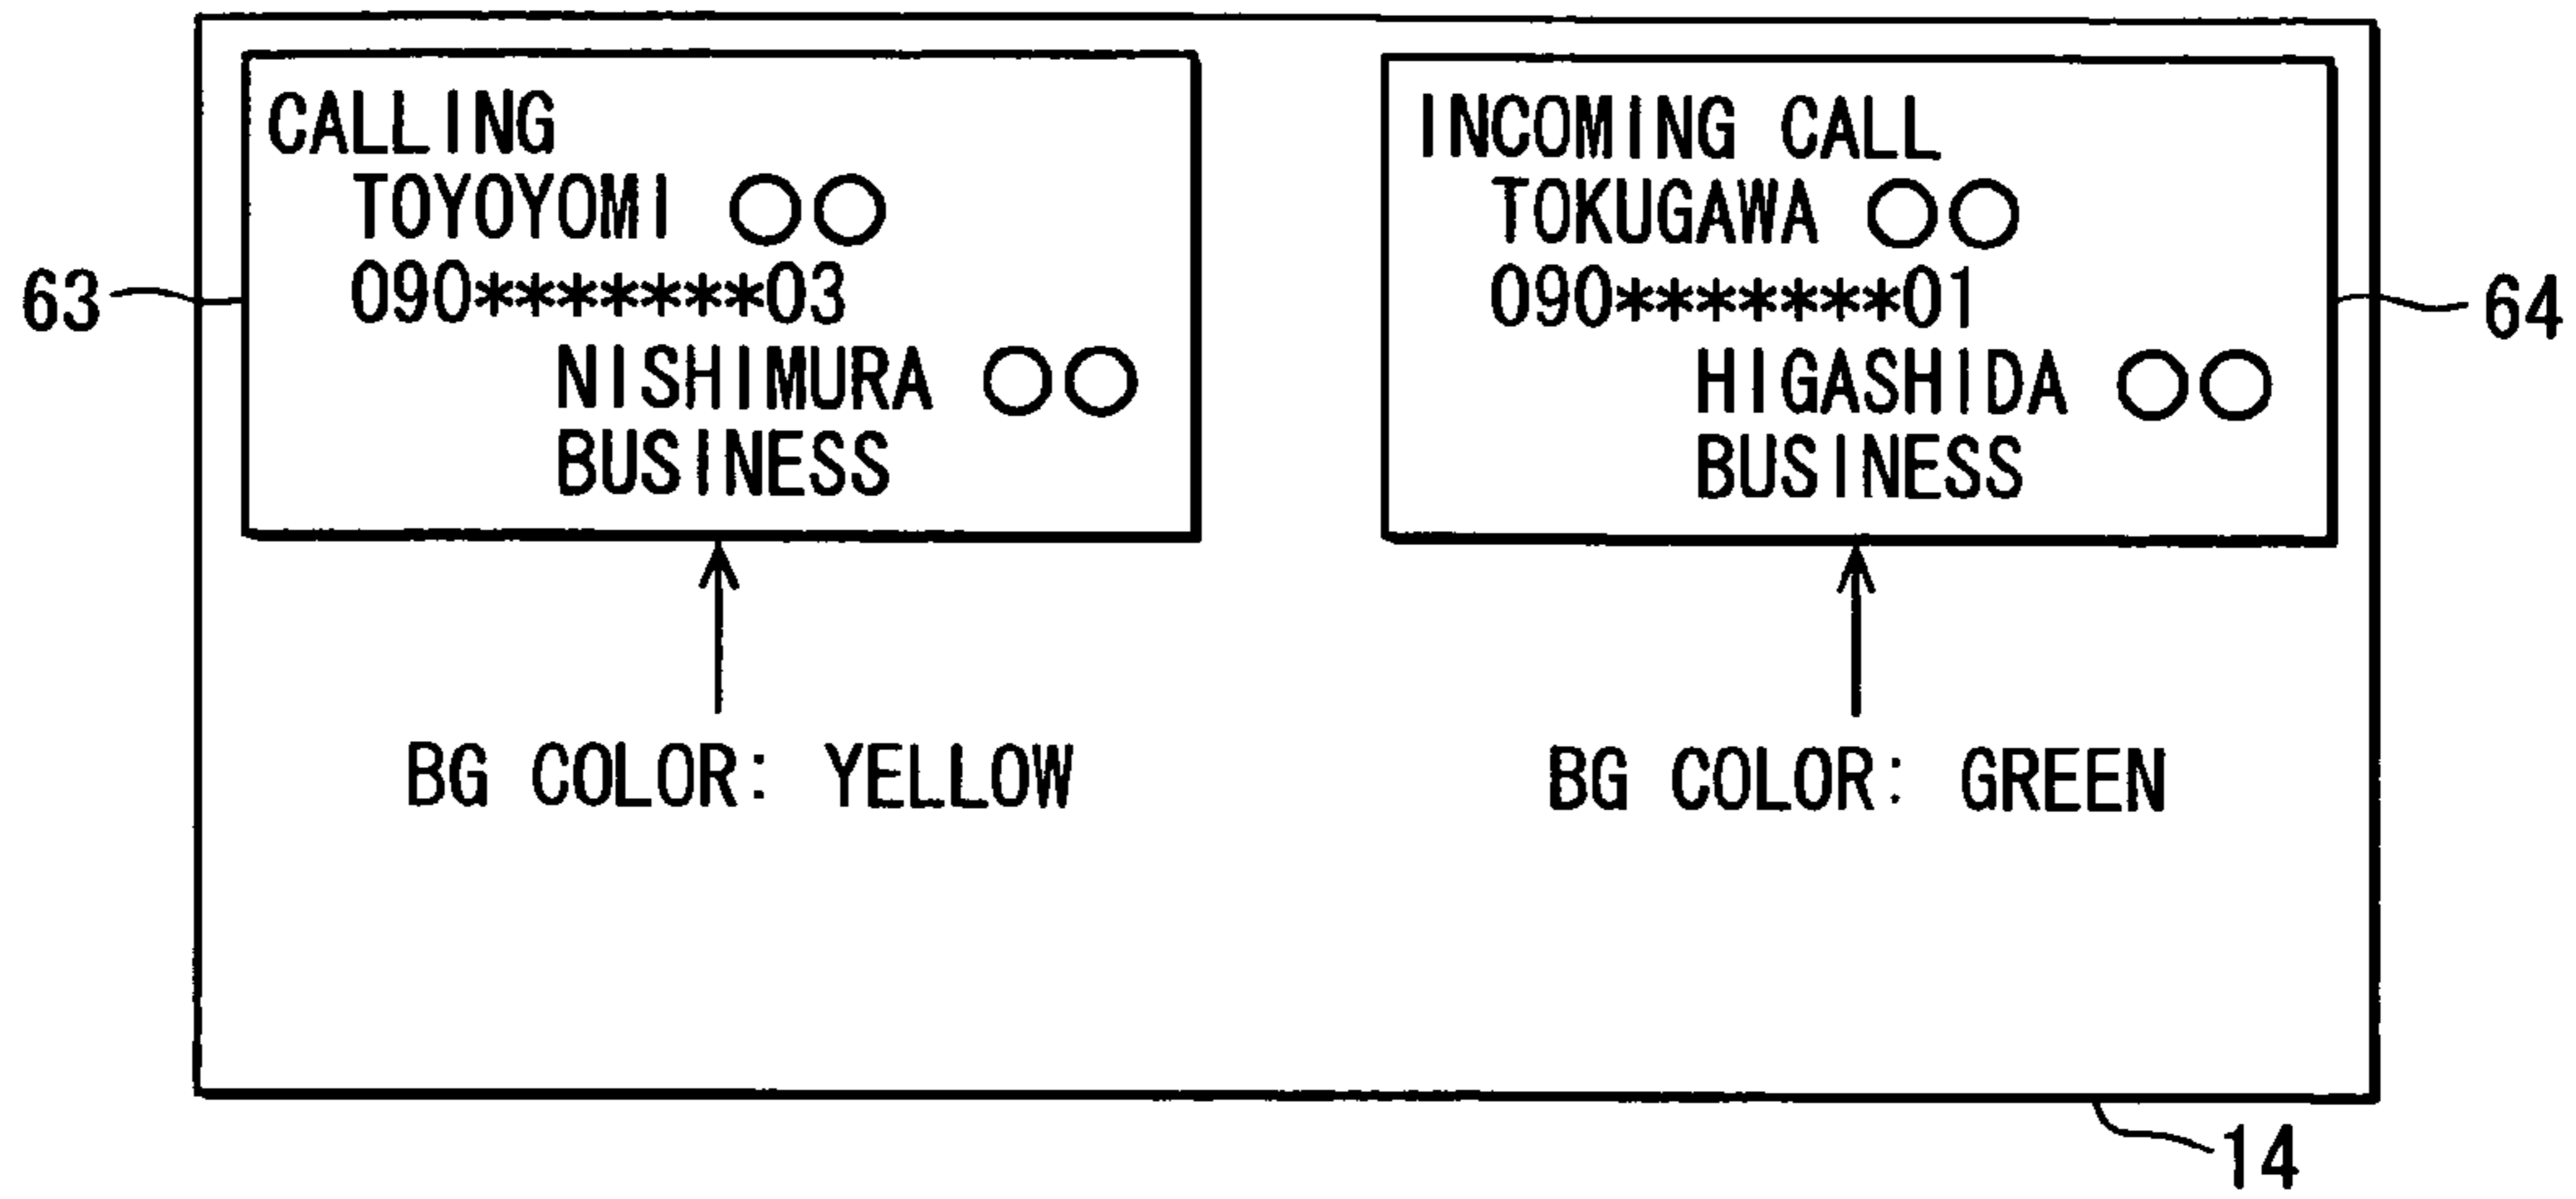 CALLING
TOYOYOMI ○○
090*******03
NISHIMURA ○○
BUSINESS
INCOMING CALL
TOKUGAWA ○○
090*******01
HIGASHIDA ○○
BUSINESS
63
64
BG COLOR: YELLOW
BG COLOR: GREEN
14